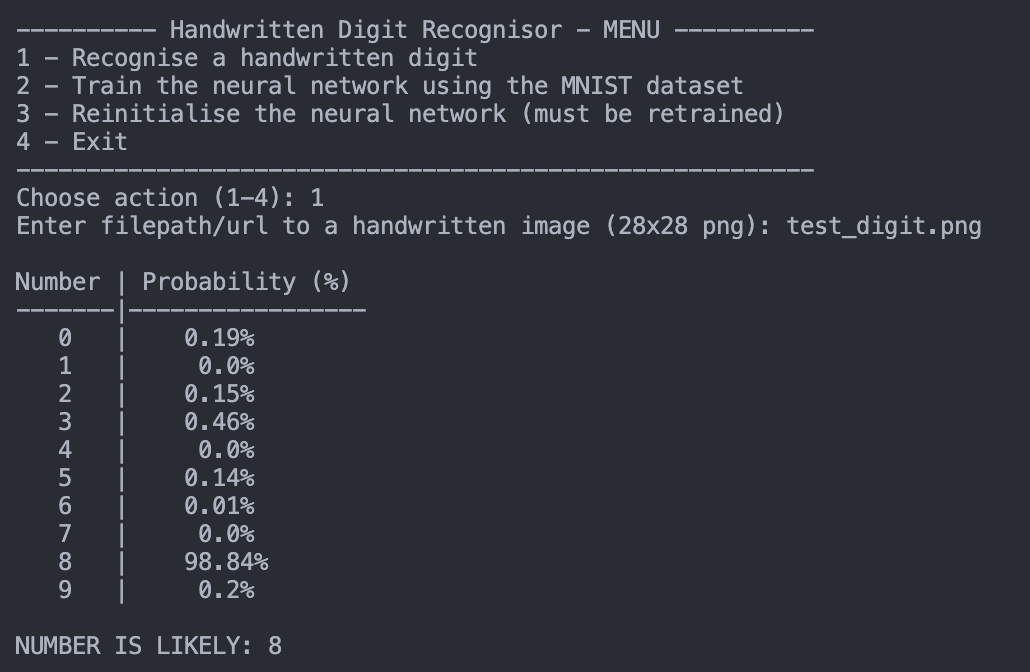 ---------- Handwritten Digit Recognisor - MENU ----------
1 - Recognise a handwritten digit
2 - Train the neural network using the MNIST dataset
3 - Reinitialise the neural network (must be retrained)
4 - Exit
---------------------------------------------------------
Choose action (1-4): 1
Enter filepath/url to a handwritten image (28x28 png): test_digit.png
Number | Probability (%)
-------|-----------------
   0   |    0.19%
   1   |     0.0%
   2   |    0.15%
   3   |    0.46%
   4   |     0.0%
   5   |    0.14%
   6   |    0.01%
   7   |     0.0%
   8   |    98.84%
   9   |     0.2%
NUMBER IS LIKELY: 8